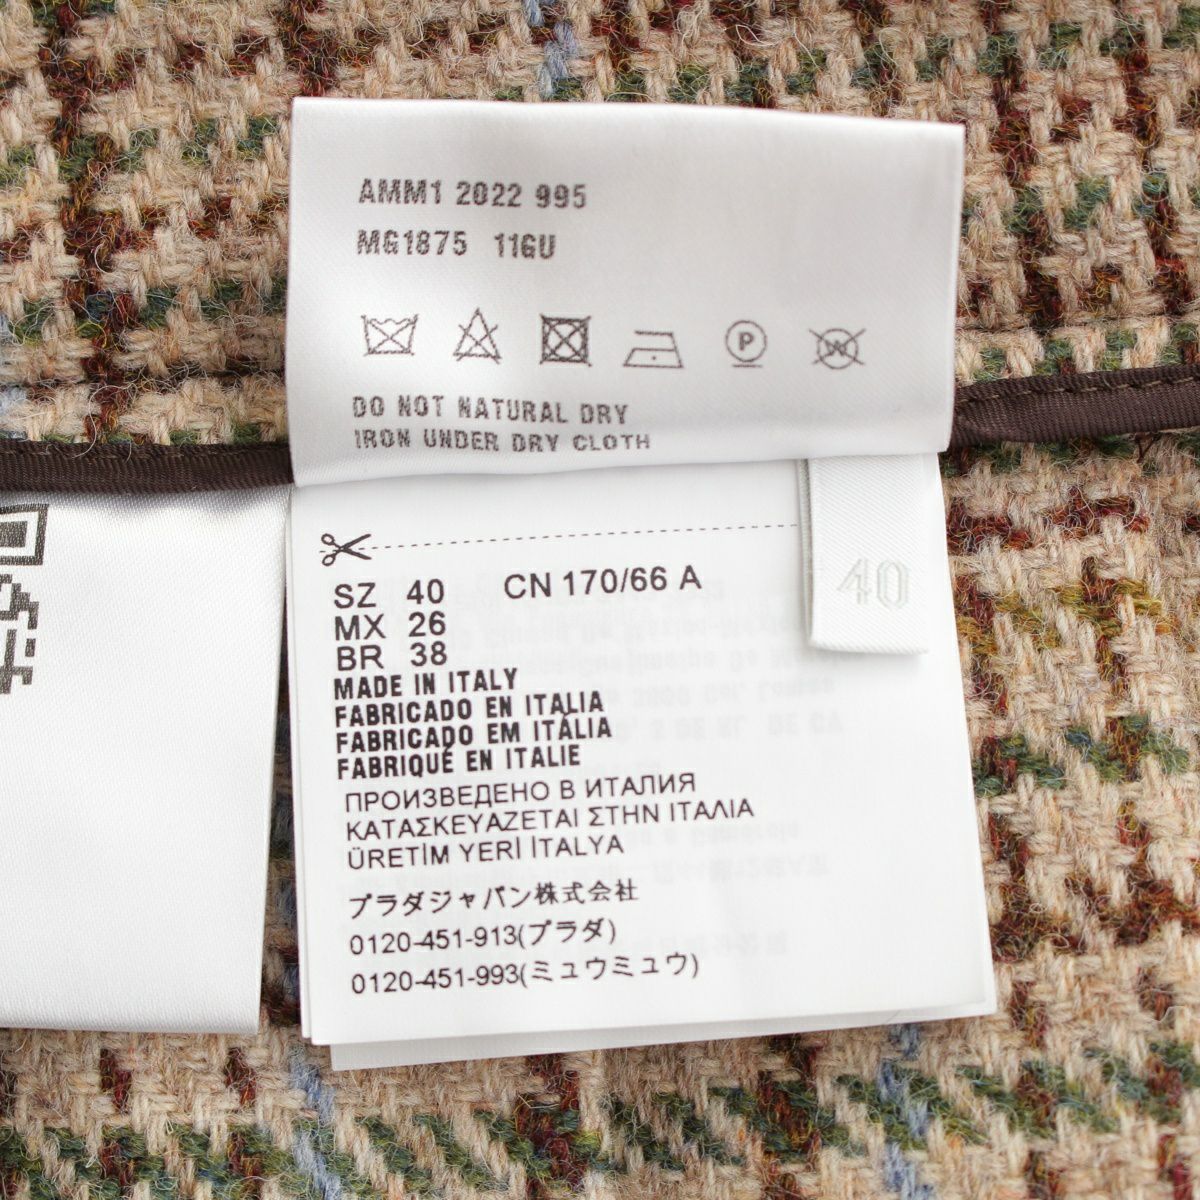 AMM1 2022 995
MG1875 11GU
P
W
DO NOT NATURAL DRY
IRON UNDER DRY CLOTH
SZ 40 CN 170/66 A
MX 26
BR 38
40
MADE IN ITALY
FABRICADO EN ITALIA
FABRICADO EM ITÁLIA
FABRIQUÉ EN ITALIE
ПРОИЗВЕДЕНО В ИТАЛИЯ
ΚΑΤΑΣΚΕΥΑΖΕΤΑΙ ΣΤΗΝ ΙΤΑΛΙΑ
ÜRETİM YERİ İTALYA
プラダジャパン株式会社
0120-451-913(プラダ)
0120-451-993(ミュウミュウ)